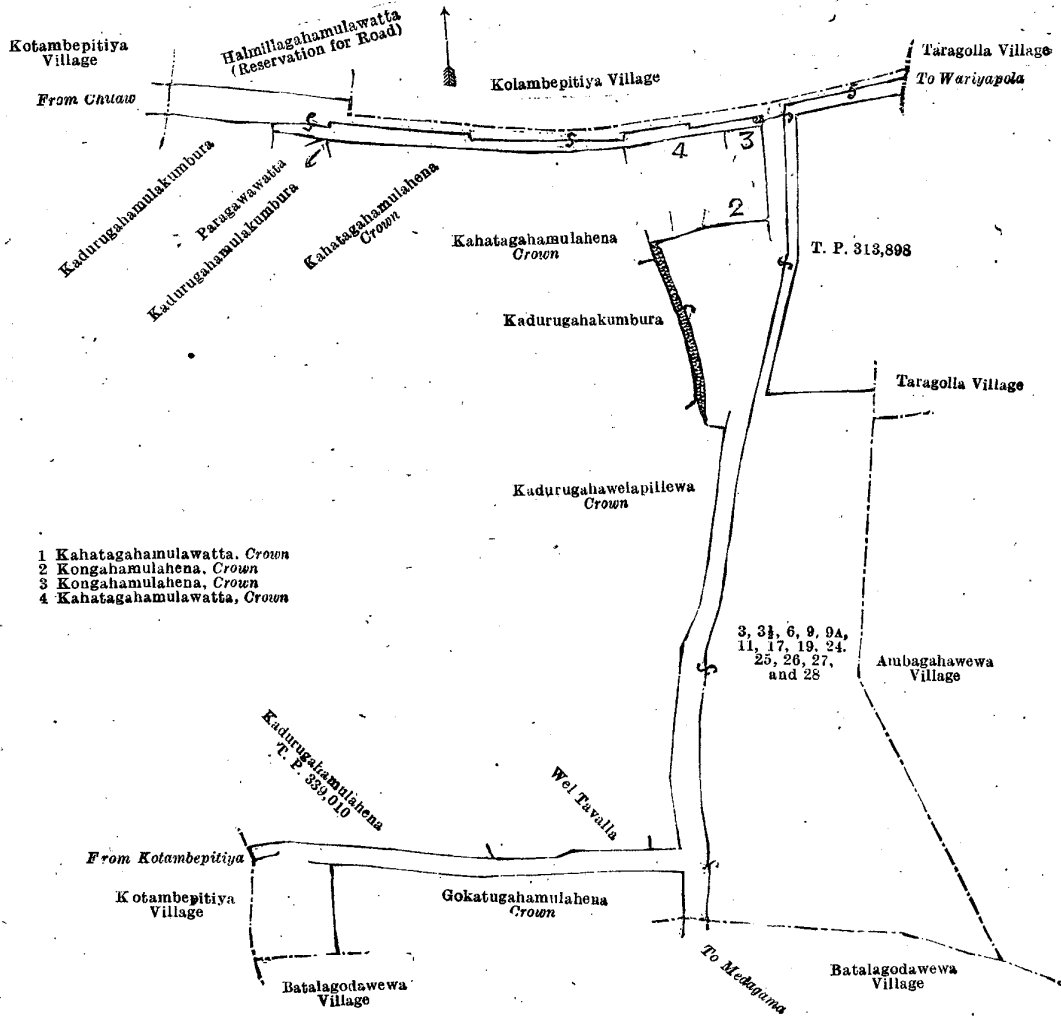 Kotambepitiya
Village
Halmillagahamulawatta
(Reservation for Road)
Kolambepitiya Village
Taragolla Village
To Wariyapola
From Chilaw
4
3
Kadurugahamulakumbura
Paragawawatta
Kadurugahamulakumbura
Kahatagahamulahena
Crown
2
Kahatagahamulahena
Crown
T. P. 313,898
Kadurugahakumbura
Taragolla Village
Kadurugahawelapillewa
Crown
1 Kahatagahamulawatta. Crown
2 Kongahamulahena. Crown
3 Kongahamulahena, Crown
4 Kahatagahamulawatta, Crown
3, 3½, 6, 9, 9A,
11, 17, 19, 24.
25, 26, 27,
and 28
Ambagahawewa
Village
Kadurugahamulahena
T. P. 339,010
Wel Tavalla
From Kotambepitiya
Kotambepitiya
Village
Gokatugahamulahena
Crown
Batalagodawewa
Village
To Medagama
Batalagodawewa
Village